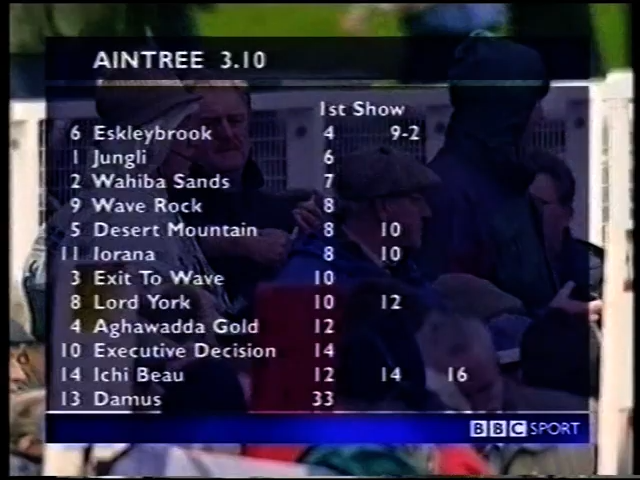 AINTREE 3.10
1st Show
6 Eskleybrook 4 9-2
1 Jungli 6
2 Wahiba Sands 7
9 Wave Rock 8
5 Desert Mountain 8 10
11 Iorana 8 10
3 Exit To Wave 10
8 Lord York 10 12
4 Aghawadda Gold 12
10 Executive Decision 14
14 Ichi Beau 12 14 16
13 Damus 33
BBC SPORT